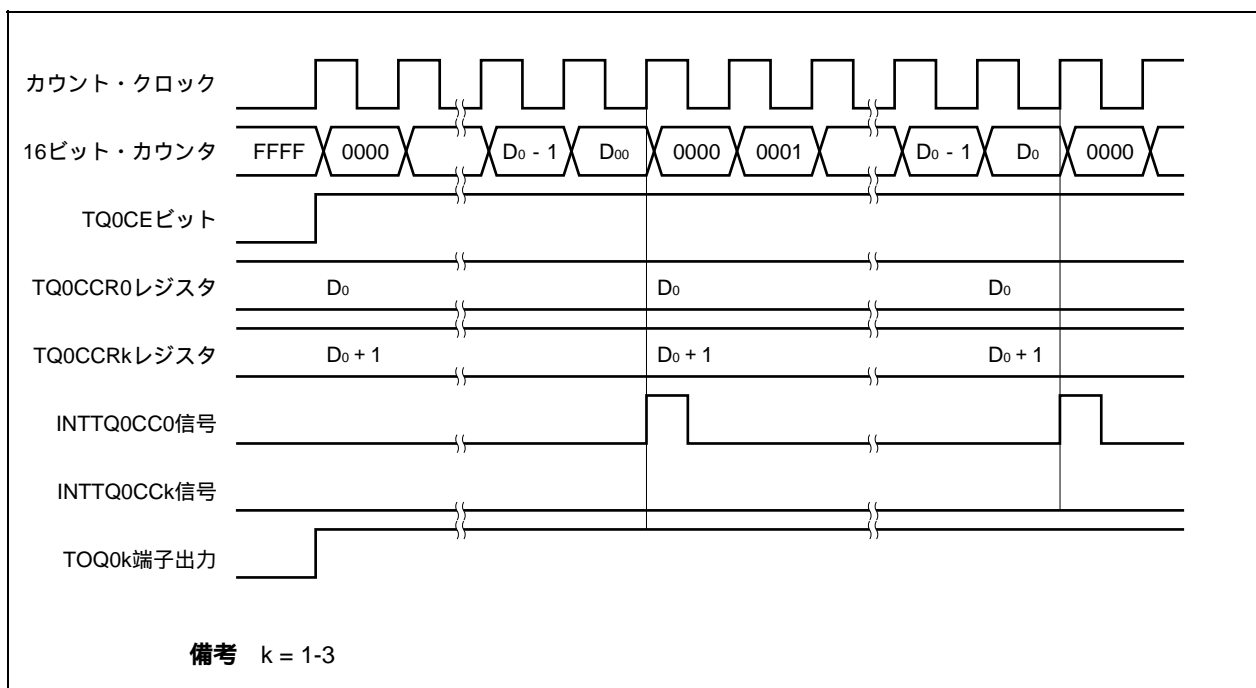 カウント・クロック
16ビット・カウンタ FFFF 0000 D0 - 1 D00 0000 0001 D0 - 1 D0 0000
TQ0CEビット
TQ0CCR0レジスタ D0 D0 D0
TQ0CCRkレジスタ D0 + 1 D0 + 1 D0 + 1
INTTQ0CC0信号
INTTQ0CCk信号
TOQ0k端子出力
備考 k = 1-3